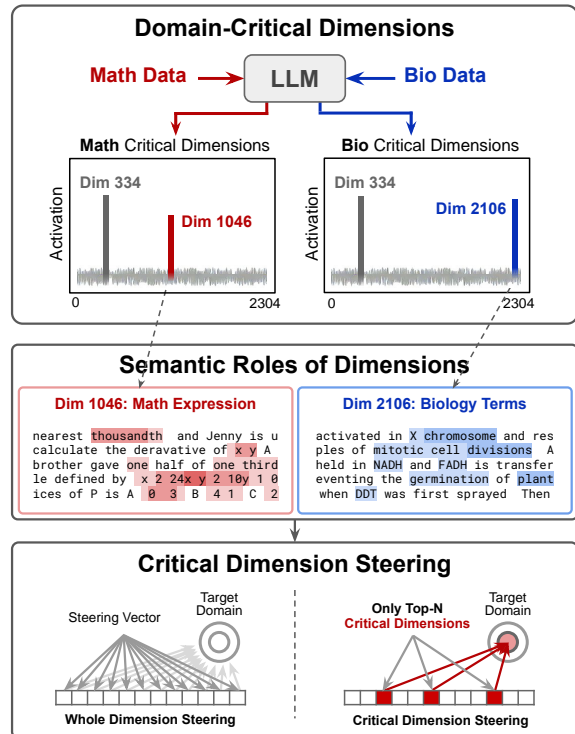 Domain-Critical Dimensions
Math Data
LLM
Bio Data
Math Critical Dimensions
Bio Critical Dimensions
Activation
Dim 334
Dim 1046
0
2304
Activation
Dim 334
Dim 2106
0
2304
Semantic Roles of Dimensions
Dim 1046: Math Expression
nearest thousandth and Jenny is u
calculate the deravative of x y A
brother gave one half of one third
le defined by x 2 24x y 2 10y 1 0
ices of P is A 0 3 B 4 1 C 2
Dim 2106: Biology Terms
activated in X chromosome and res
ples of mitotic cell divisions A
held in NADH and FADH is transfer
eventing the germination of plant
when DDT was first sprayed Then
Critical Dimension Steering
Steering Vector
Target
Domain
Whole Dimension Steering
Only Top-N
Critical Dimensions
Target
Domain
Critical Dimension Steering